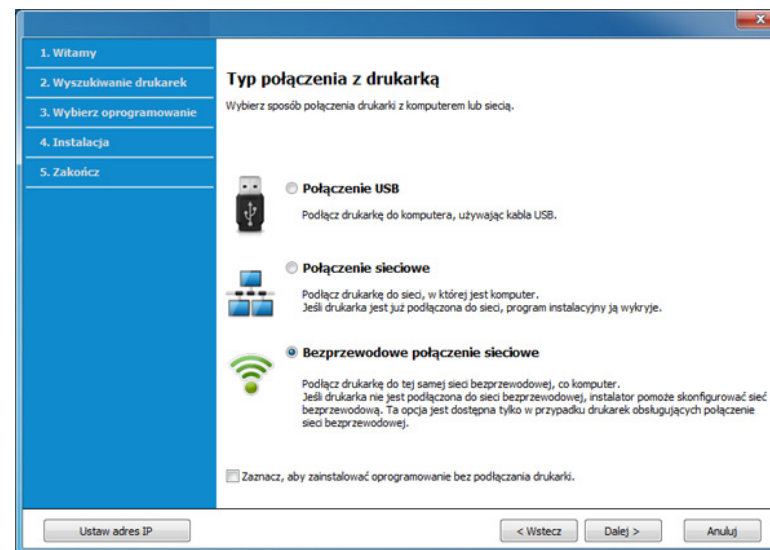 1. Witamy
2. Wyszukiwanie drukarek
3. Wybierz oprogramowanie
4. Instalacja
5. Zakończ
Typ połączenia z drukarką
Wybierz sposób połączenia drukarki z komputerem lub siecią.
Połączenie USB
Podłącz drukarkę do komputera, używając kabla USB.
Połączenie sieciowe
Podłącz drukarkę do sieci, w której jest komputer.
Jeśli drukarka jest już podłączona do sieci, program instalacyjny ją wykryje.
Bezprzewodowe połączenie sieciowe
Podłącz drukarkę do tej samej sieci bezprzewodowej, co komputer.
Jeśli drukarka nie jest podłączona do sieci bezprzewodowej, instalator pomoże skonfigurować sieć
bezprzewodową. Ta opcja jest dostępna tylko w przypadku drukarek obsługujących połączenie
sieci bezprzewodowej.
Zaznacz, aby zainstalować oprogramowanie bez podłączania drukarki.
Ustaw adres IP
< Wstecz
Dalej >
Anuluj